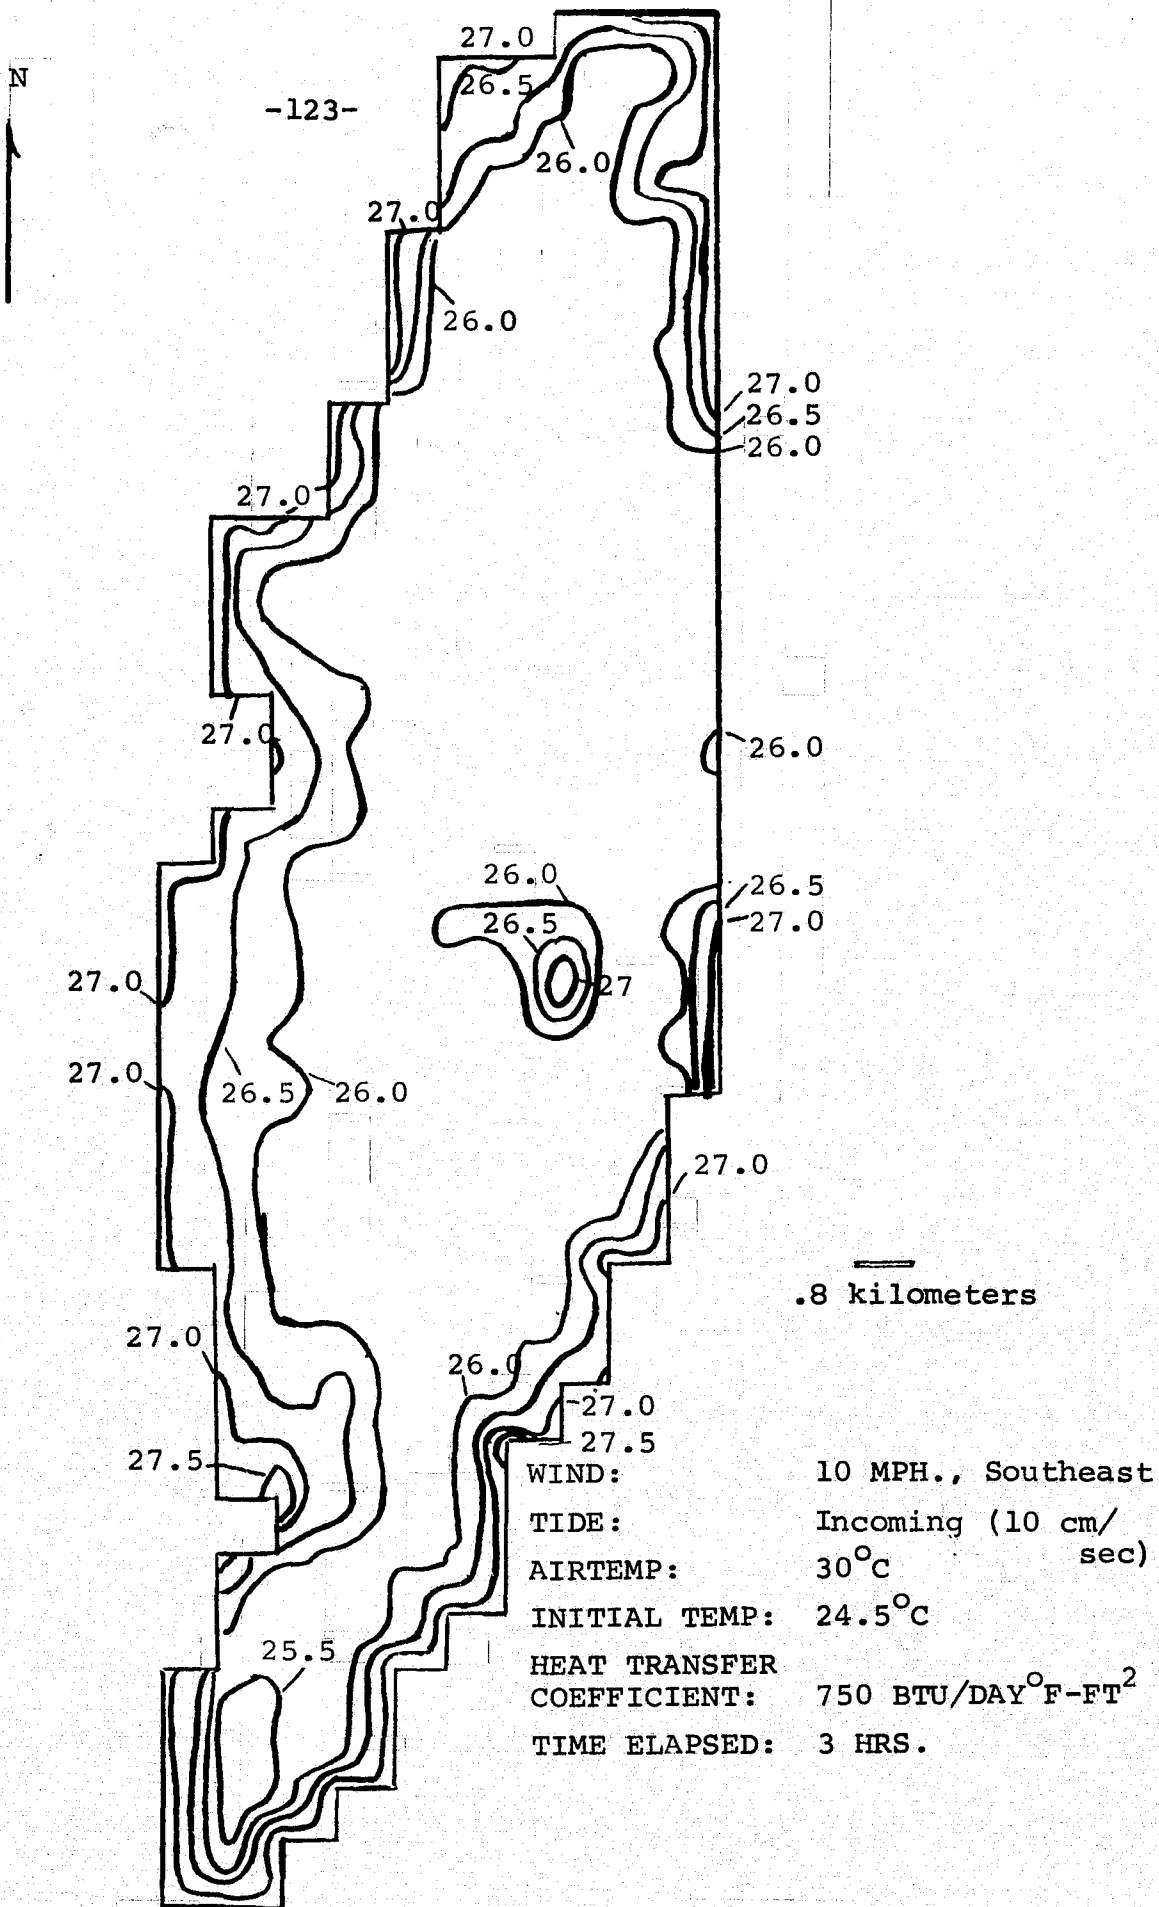 27.0
N
26.5
-123-
26.0
27.0
26.0
27.0
26.5
26.0
27.0
27.0
26.0
26.0
26.5
26.5
27.0
27.0
27
27.0
26.5
26.0
27.0
.8 kilometers
27.0
26.0
27.0
27.5
27.5
WIND: 10 MPH., Southeast
TIDE: Incoming (10 cm/
sec)
AIRTEMP: 30°C
INITIAL TEMP: 24.5°C
25.5
HEAT TRANSFER
COEFFICIENT: 750 BTU/DAY°F-FT²
TIME ELAPSED: 3 HRS.